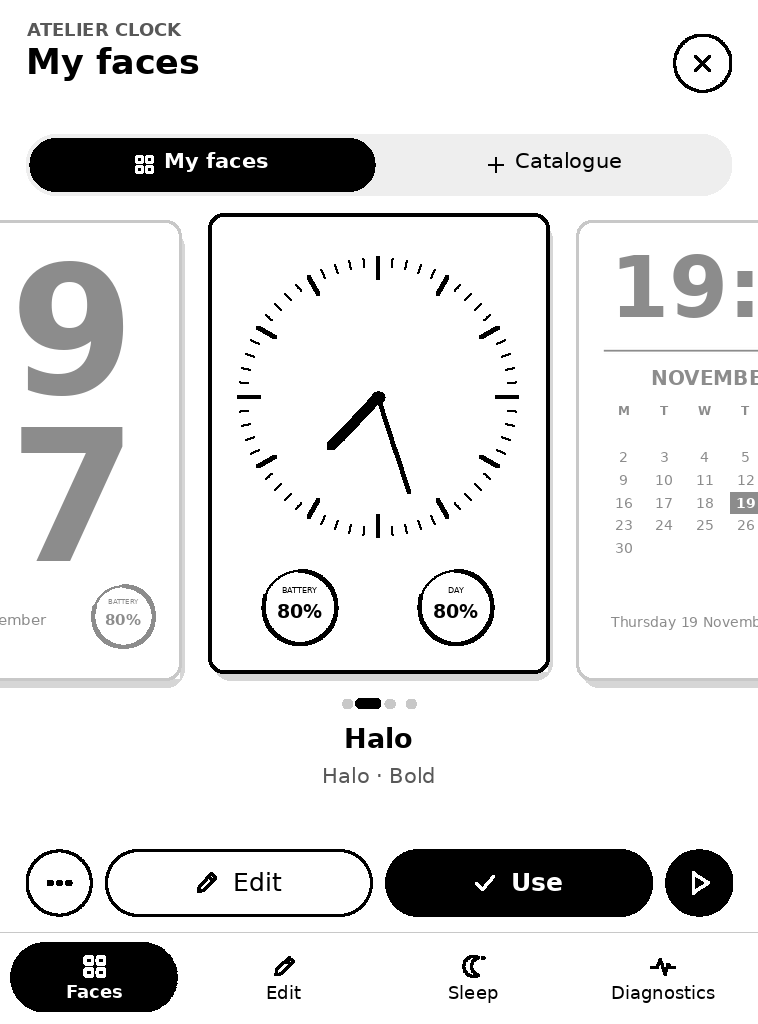 ATELIER CLOCK
My faces
My faces
Catalogue
9
7
ember
BATTERY
80%
BATTERY
80%
DAY
80%
19:
NOVEMBE
M T W T
2 3 4 5
9 10 11 12
16 17 18 19
23 24 25 26
30
Thursday 19 Novemb
Halo
Halo · Bold
Edit
Use
Faces
Edit
Sleep
Diagnostics